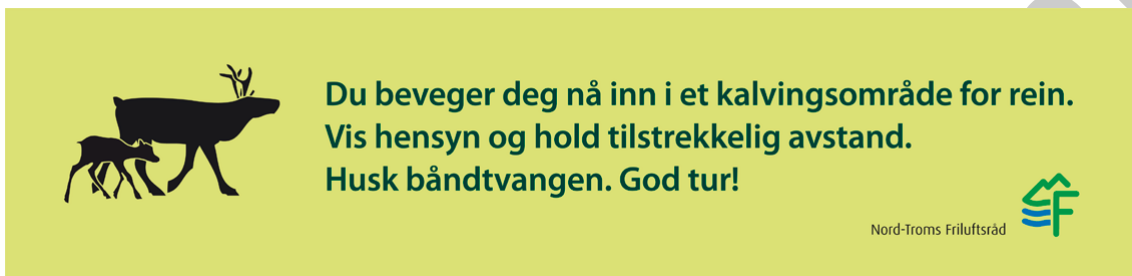 Du beveger deg nå inn i et kalvingsområde for rein.
Vis hensyn og hold tilstrekkelig avstand.
Husk båndtvangen. God tur!
Nord-Troms Friluftsråd